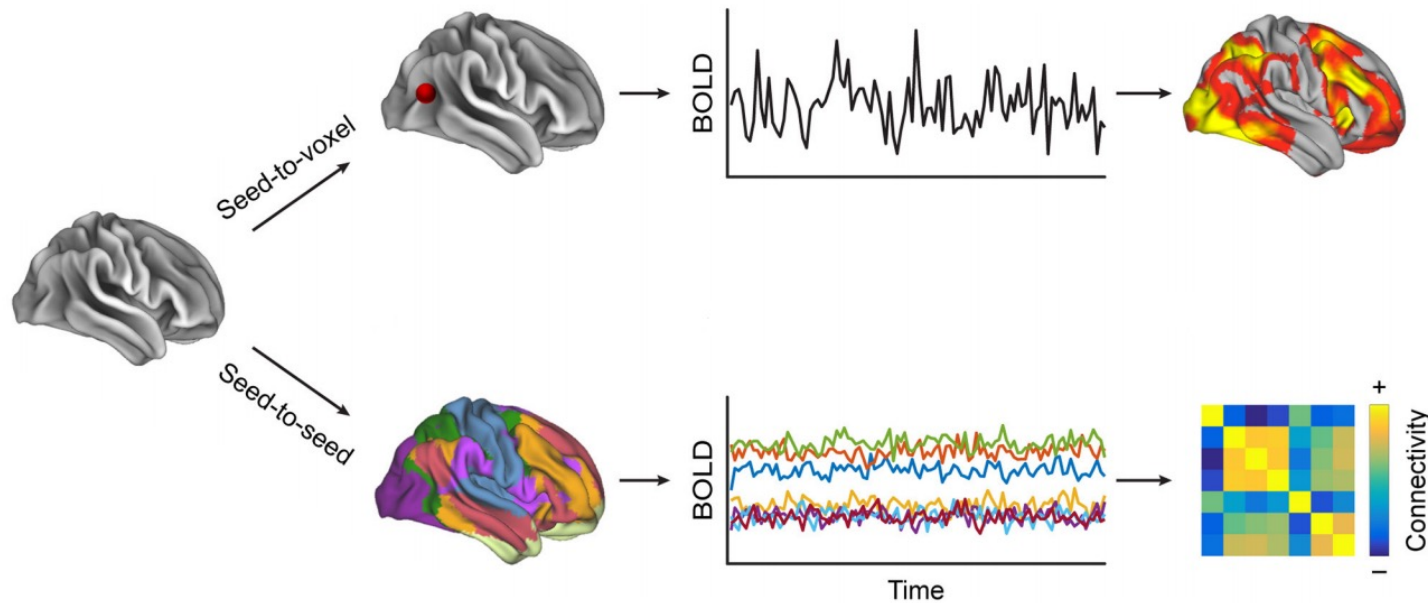 Seed-to-voxel
BOLD
Seed-to-seed
BOLD
Time
+
Connectivity
−